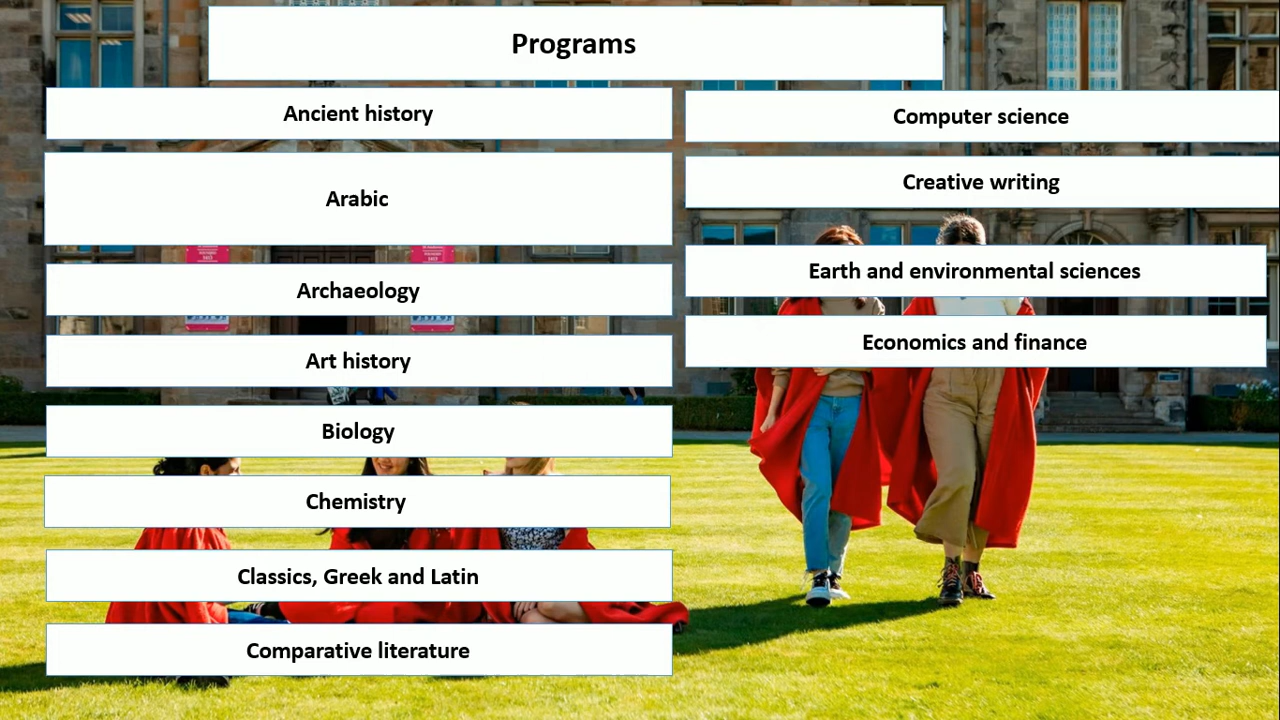 Programs
Ancient history
Arabic
Archaeology
Art history
Biology
Chemistry
Classics, Greek and Latin
Comparative literature
Computer science
Creative writing
Earth and environmental sciences
Economics and finance